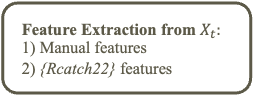 Feature Extraction from Xₜ:
1) Manual features
2) {Rcatch22} features